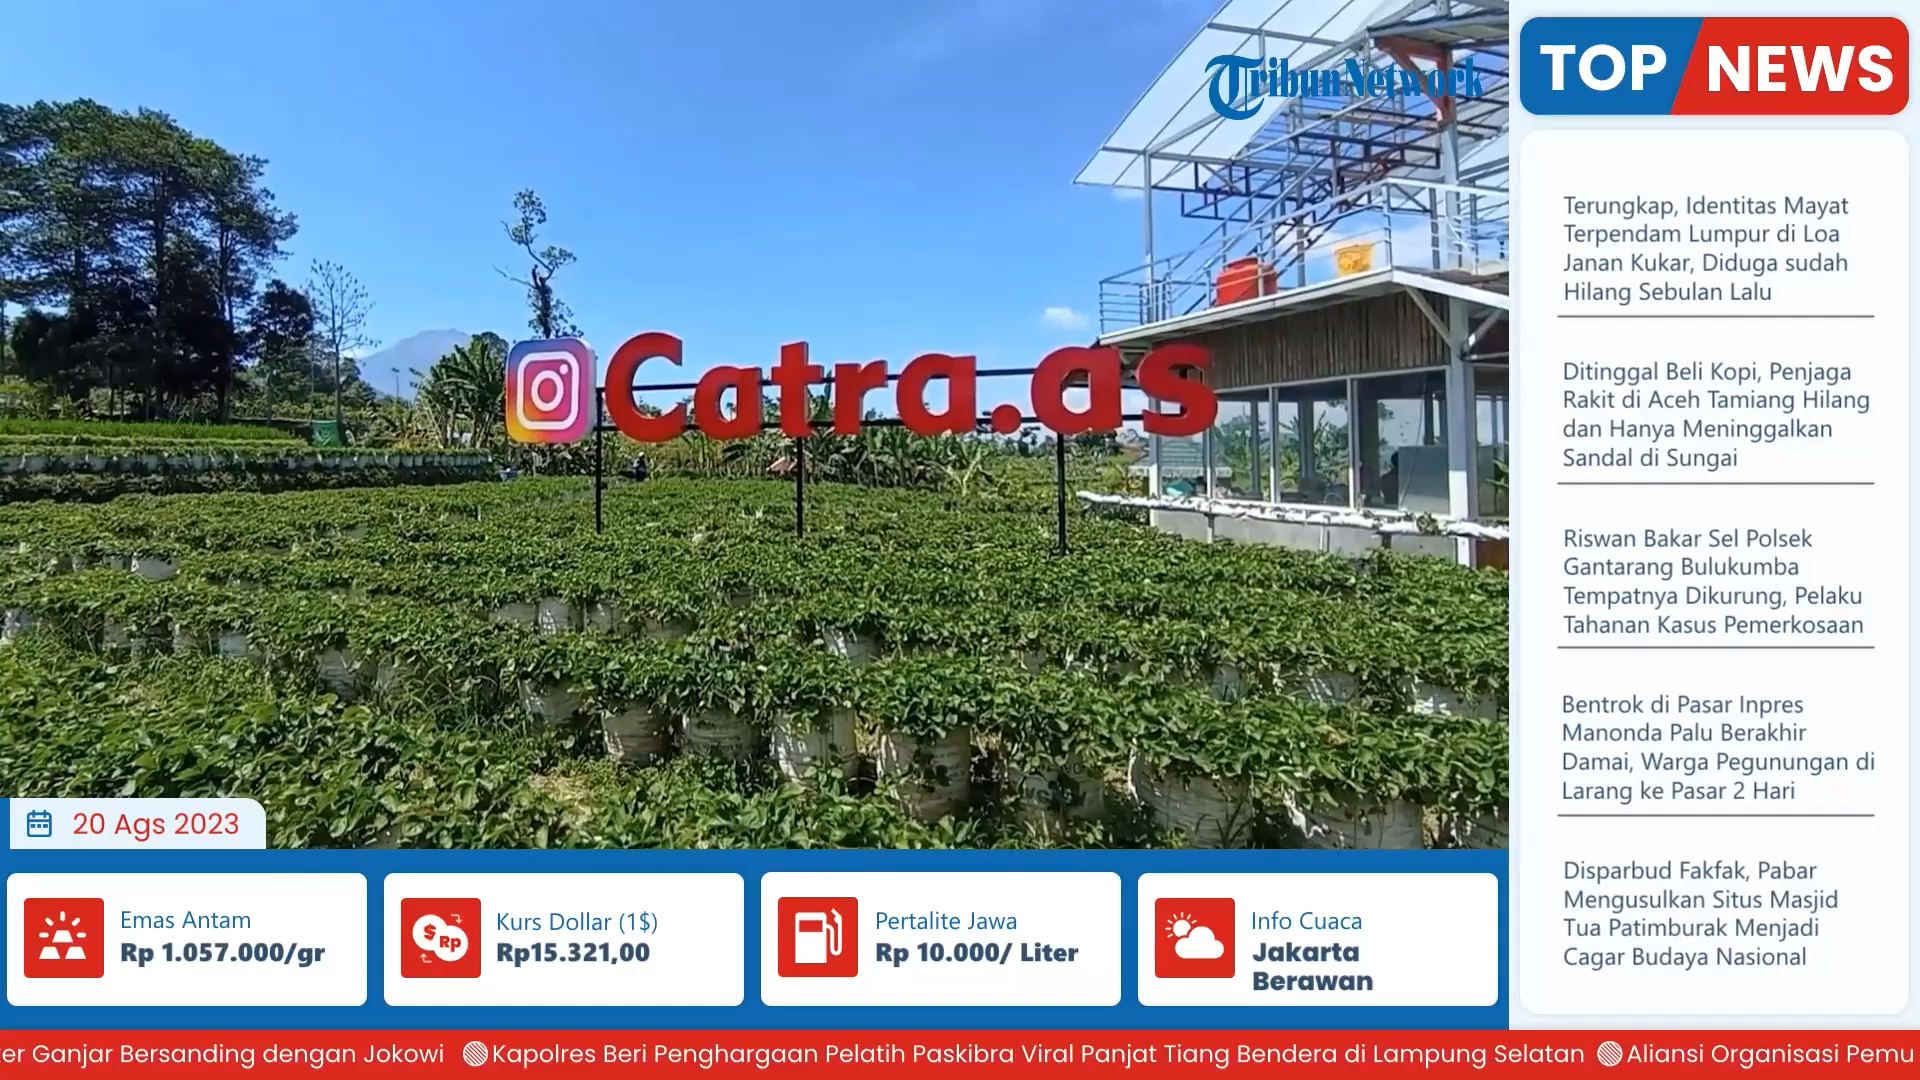 Tribun Network
TOP NEWS
Catra.as
Terungkap, Identitas Mayat
Terpendam Lumpur di Loa
Janan Kukar, Diduga sudah
Hilang Sebulan Lalu
Ditinggal Beli Kopi, Penjaga
Rakit di Aceh Tamiang Hilang
dan Hanya Meninggalkan
Sandal di Sungai
Riswan Bakar Sel Polsek
Gantarang Bulukumba
Tempatnya Dikurung, Pelaku
Tahanan Kasus Pemerkosaan
Bentrok di Pasar Inpres
Manonda Palu Berakhir
Damai, Warga Pegunungan di
Larang ke Pasar 2 Hari
Disparbud Fakfak, Pabar
Mengusulkan Situs Masjid
Tua Patimburak Menjadi
Cagar Budaya Nasional
20 Ags 2023
Emas Antam
Rp 1.057.000/gr
$ Rp
Kurs Dollar (1$)
Rp15.321,00
Pertalite Jawa
Rp 10.000/ Liter
Info Cuaca
Jakarta
Berawan
er Ganjar Bersanding dengan Jokowi Kapolres Beri Penghargaan Pelatih Paskibra Viral Panjat Tiang Bendera di Lampung Selatan Aliansi Organisasi Pemu